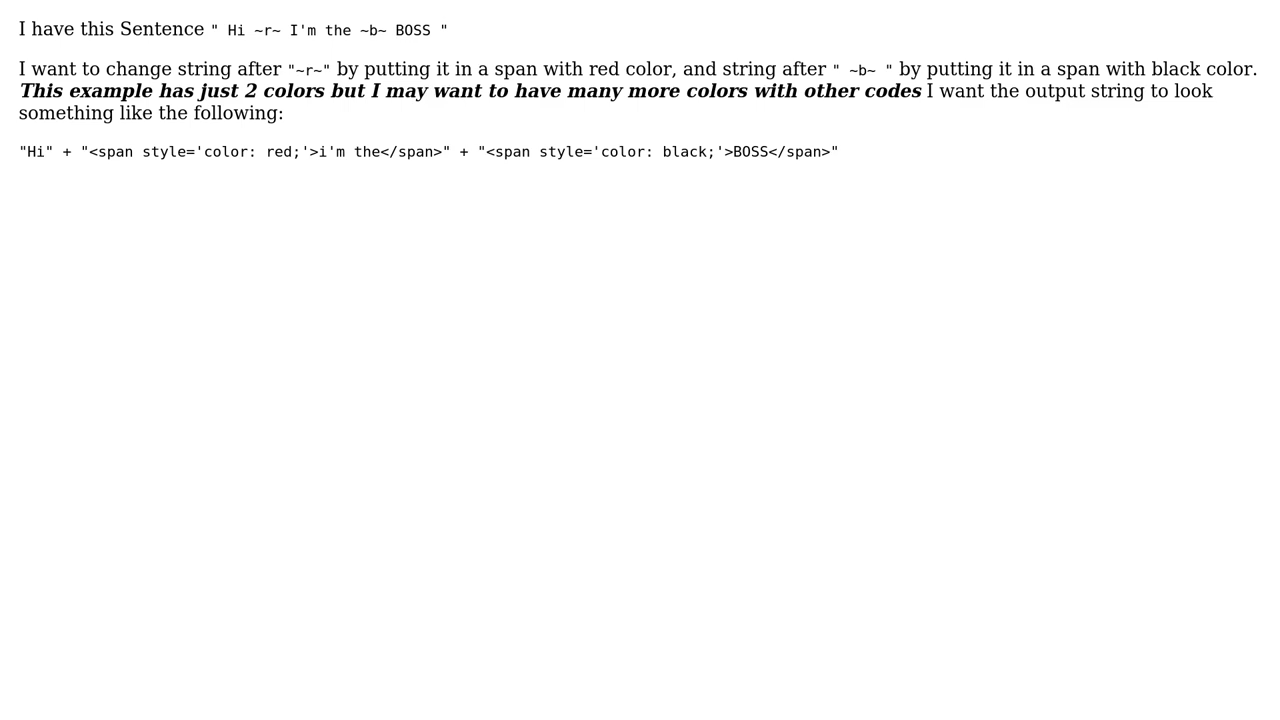 I have this Sentence " Hi ~r~ I'm the ~b~ BOSS "
I want to change string after "~r~" by putting it in a span with red color, and string after " ~b~ " by putting it in a span with black color.
This example has just 2 colors but I may want to have many more colors with other codes I want the output string to look
something like the following:
"Hi" + "<span style='color: red;'>i'm the</span>" + "<span style='color: black;'>BOSS</span>"